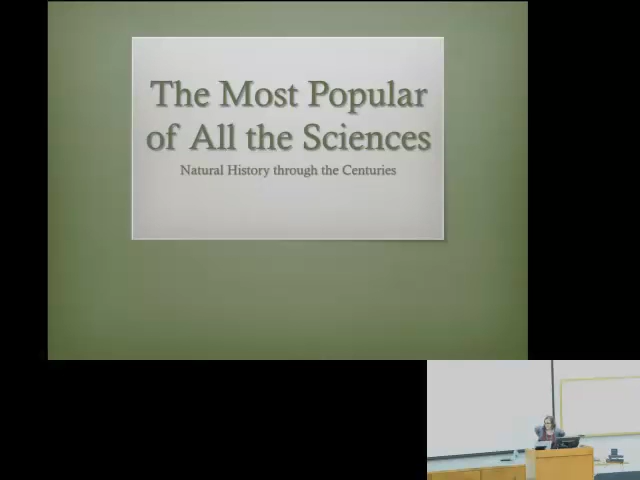 The Most Popular
of All the Sciences
Natural History through the Centuries